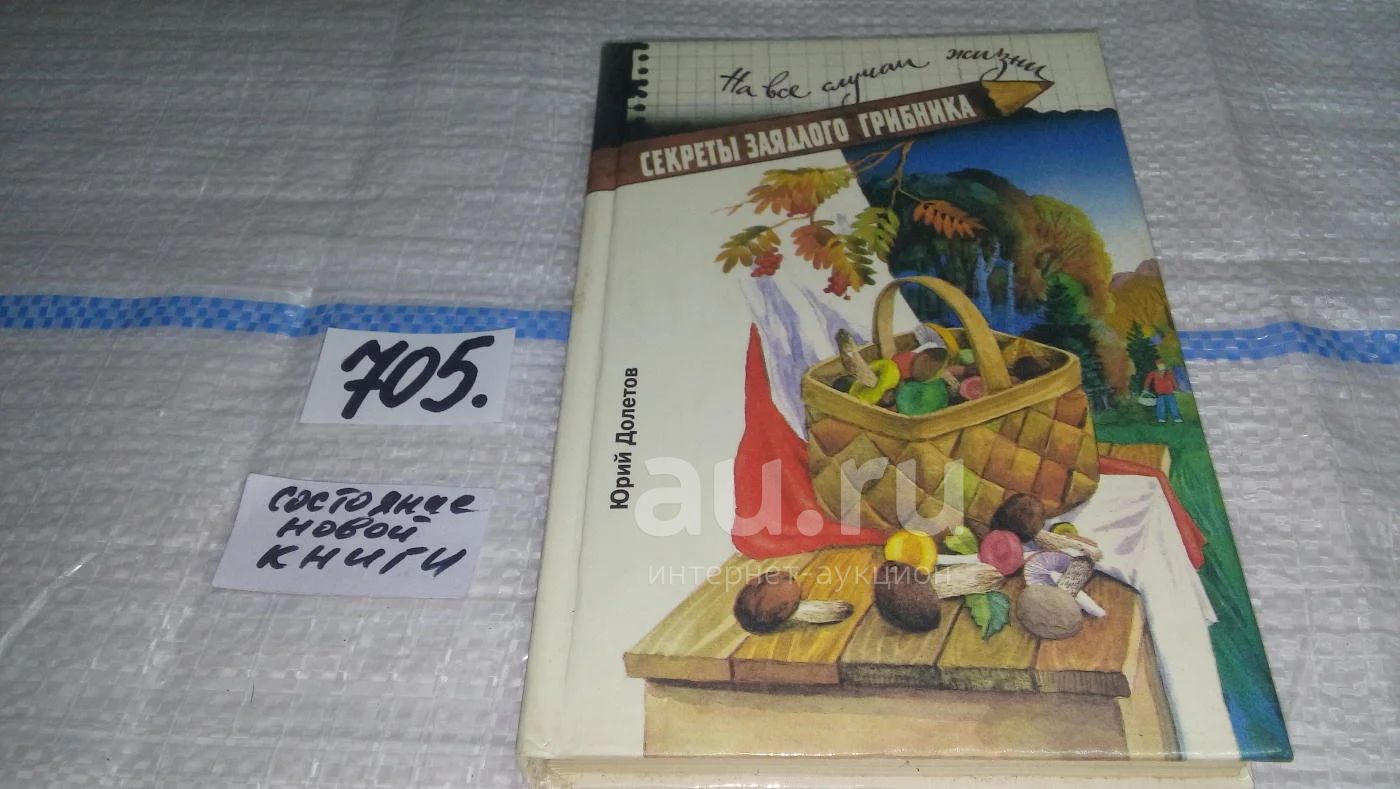 На все случаи жизни
СЕКРЕТЫ ЗАЯДЛОГО ГРИБНИКА
Юрий Долетов
705.
состояние
новой
книги
au.ru
интернет-аукцион